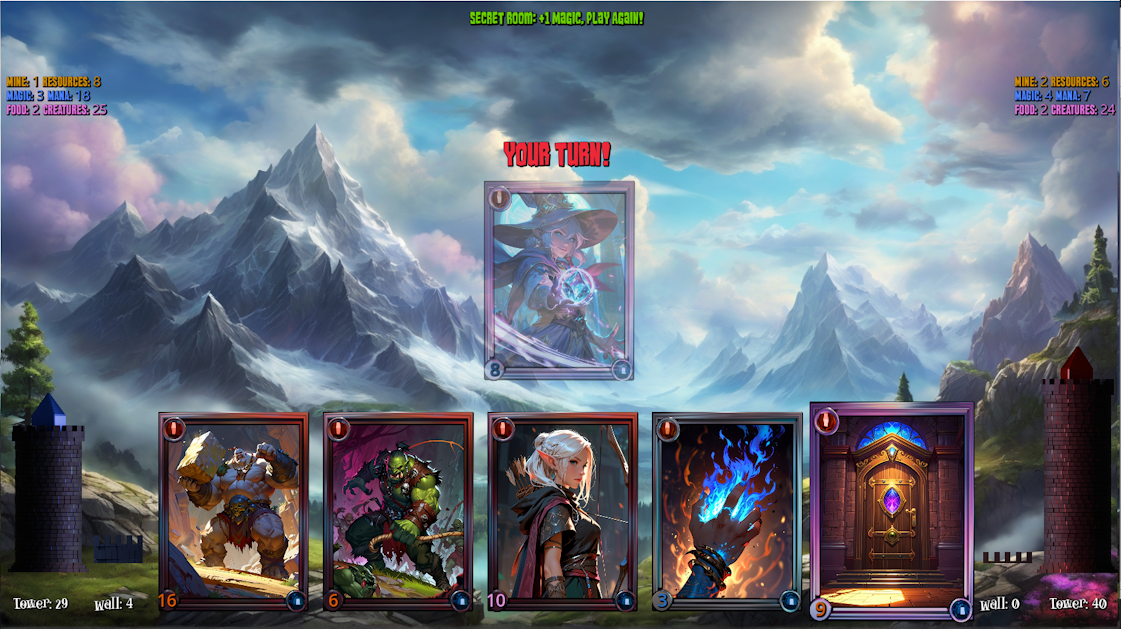 SECRET ROOM: +1 MAGIC, PLAY AGAIN!
MINE: 1 RESOURCES: 8
MAGIC: 3 MANA: 18
FOOD: 2 CREATURES: 25
MINE: 2 RESOURCES: 6
MAGIC: 4 MANA: 7
FOOD: 2 CREATURES: 24
YOUR TURN!
8
16
6
10
3
9
Tower: 29
Wall: 4
Wall: 0
Tower: 40